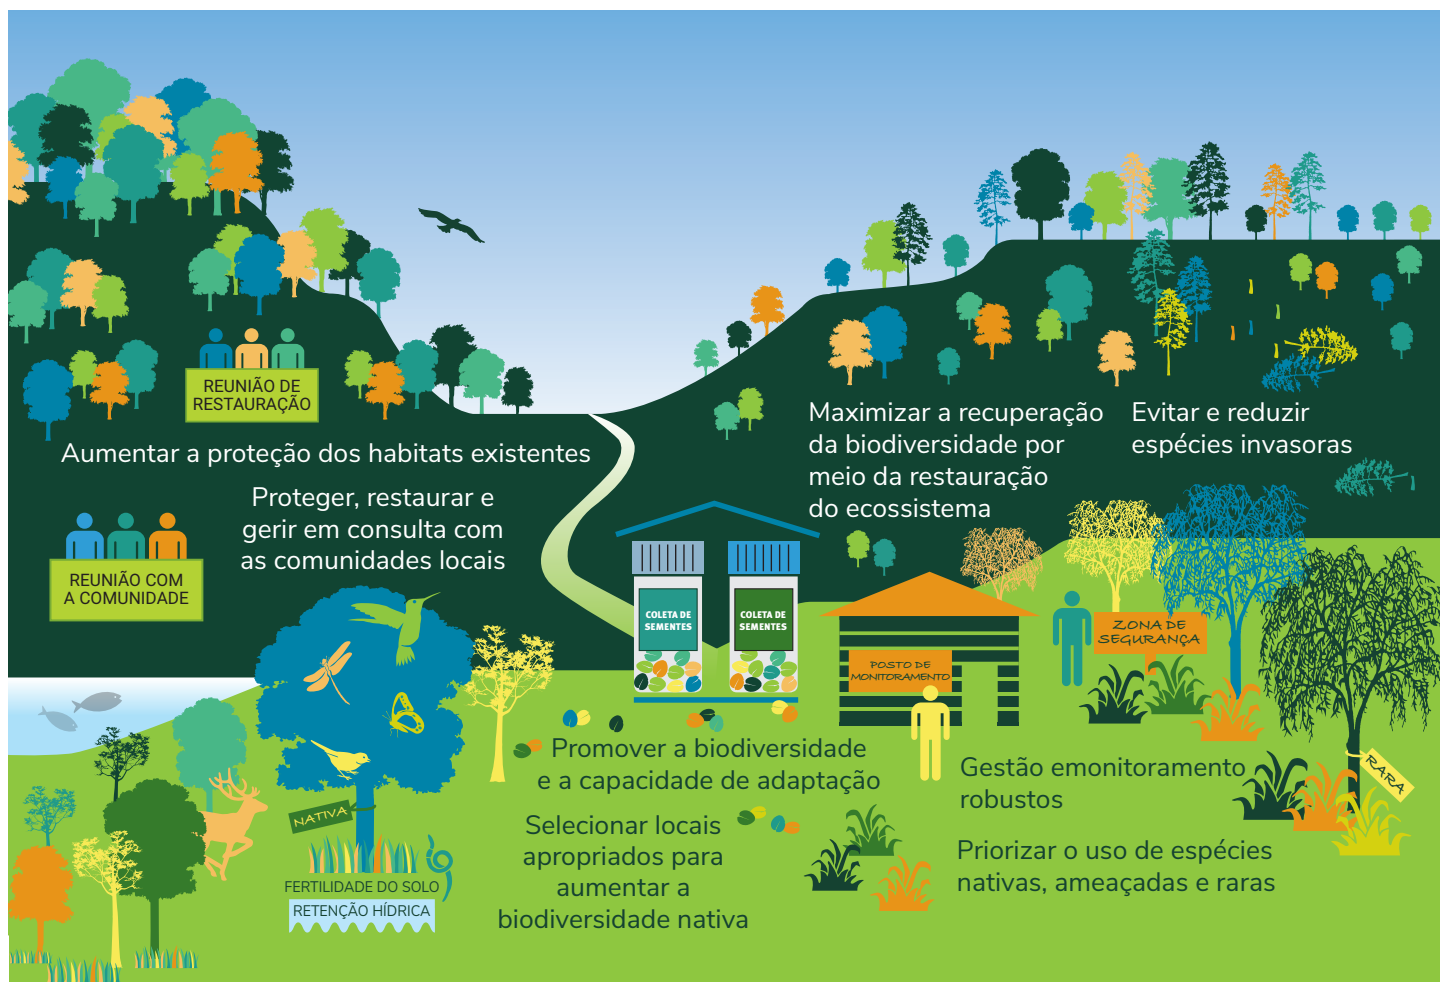 REUNIÃO DE
RESTAURAÇÃO
Aumentar a proteção dos habitats existentes
Proteger, restaurar e
gerir em consulta com
as comunidades locais
REUNIÃO COM
A COMUNIDADE
Maximizar a recuperação
da biodiversidade por
meio da restauração
do ecossistema
Evitar e reduzir
espécies invasoras
COLETA DE
SEMENTES
COLETA DE
SEMENTES
ZONA DE
SEGURANÇA
POSTO DE
MONITORAMENTO
Promover a biodiversidade
e a capacidade de adaptação
Gestão emonitoramento
robustos
RARA
NATIVA
Selecionar locais
apropriados para
aumentar a
biodiversidade nativa
Priorizar o uso de espécies
nativas, ameaçadas e raras
FERTILIDADE DO SOLO
RETENÇÃO HÍDRICA